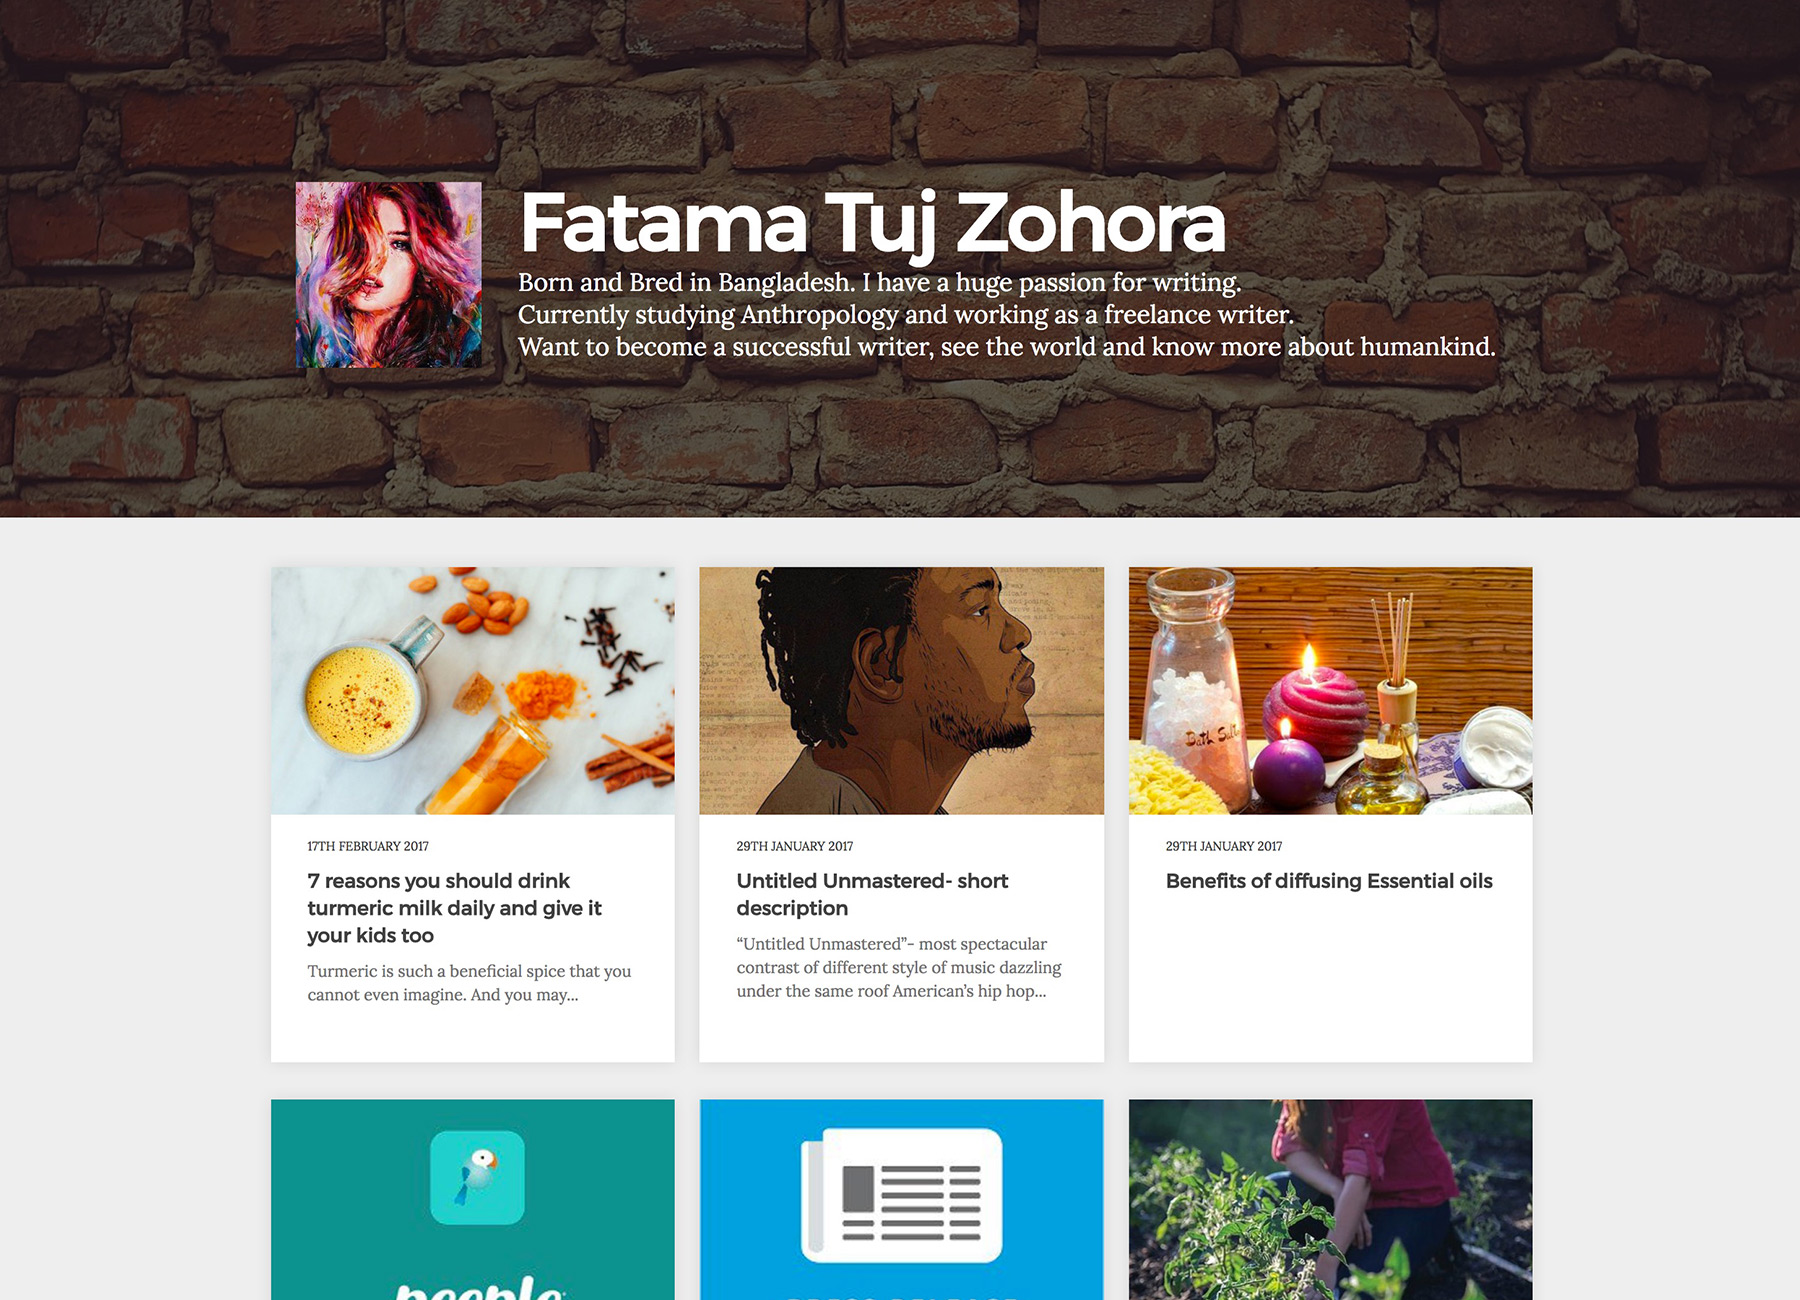 Fatama Tuj Zohora
Born and Bred in Bangladesh. I have a huge passion for writing.
Currently studying Anthropology and working as a freelance writer.
Want to become a successful writer, see the world and know more about humankind.
Bath Salt
17TH FEBRUARY 2017
7 reasons you should drink
turmeric milk daily and give it
your kids too
Turmeric is such a beneficial spice that you
cannot even imagine. And you may...
29TH JANUARY 2017
Untitled Unmastered- short
description
“Untitled Unmastered”- most spectacular
contrast of different style of music dazzling
under the same roof American’s hip hop...
29TH JANUARY 2017
Benefits of diffusing Essential oils
peeple